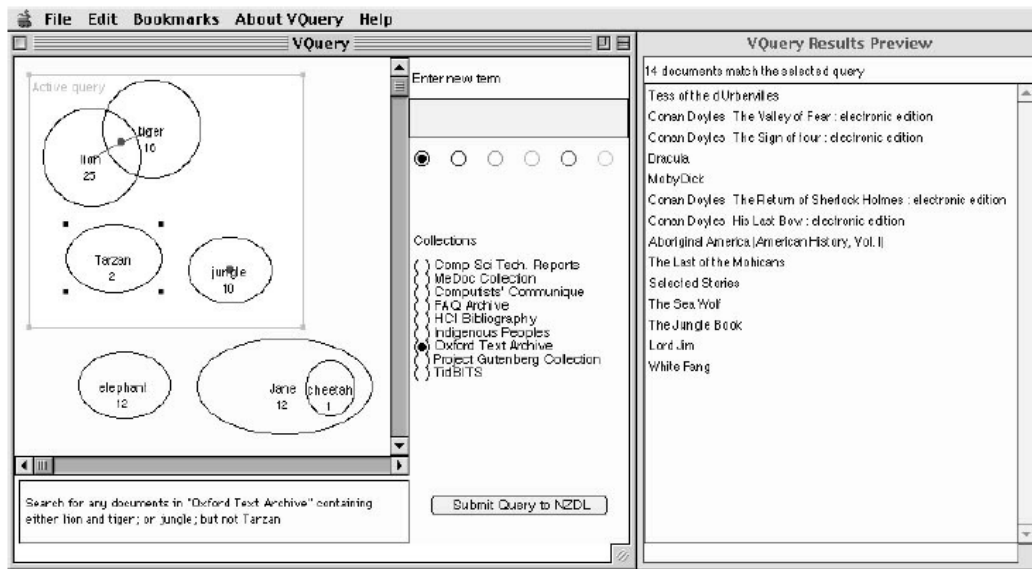 File Edit Bookmarks About VQuery Help
VQuery
Active query
tiger
10
lion
25
Tarzan
2
jungle
10
elephant
12
Jane
12
cheetah
1
Search for any documents in "Oxford Text Archive" containing
either lion and tiger; or jungle; but not Tarzan
Enter new term
Collections
Comp Sci Tech. Reports
MeDoc Collection
Computists' Communique
FAQ Archive
HCI Bibliography
Indigenous Peoples
Oxford Text Archive
Project Gutenberg Collection
TidBITS
Submit Query to NZDL
VQuery Results Preview
14 documents match the selected query
Tess of the dUrbervilles
Conan Doyles The Valley of Fear : electronic edition
Conan Doyles The Sign of four : electronic edition
Dracula
Moby Dick
Conan Doyles The Return of Sherlock Holmes : electronic edition
Conan Doyles His Last Bow : electronic edition
Aboriginal America (American History, Vol. I)
The Last of the Mohicans
Selected Stories
The Sea Wolf
The Jungle Book
Lord Jim
White Fang